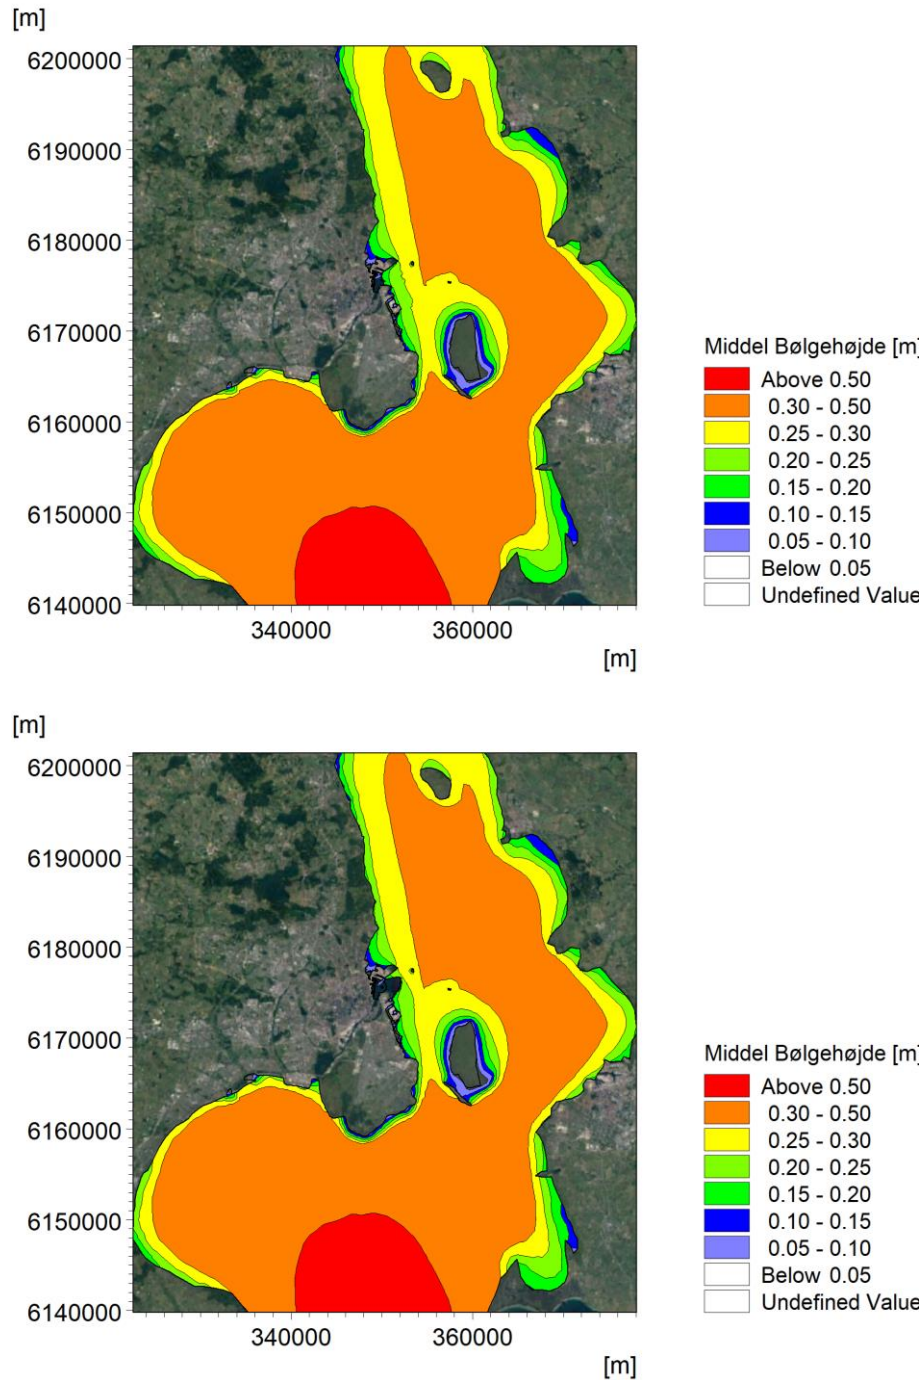 [m]
6200000
6190000
6180000
6170000
6160000
6150000
6140000
340000 360000
[m]
Middel Bølgehøjde [m]
Above 0.50
0.30 - 0.50
0.25 - 0.30
0.20 - 0.25
0.15 - 0.20
0.10 - 0.15
0.05 - 0.10
Below 0.05
Undefined Value
[m]
6200000
6190000
6180000
6170000
6160000
6150000
6140000
340000 360000
[m]
Middel Bølgehøjde [m]
Above 0.50
0.30 - 0.50
0.25 - 0.30
0.20 - 0.25
0.15 - 0.20
0.10 - 0.15
0.05 - 0.10
Below 0.05
Undefined Value